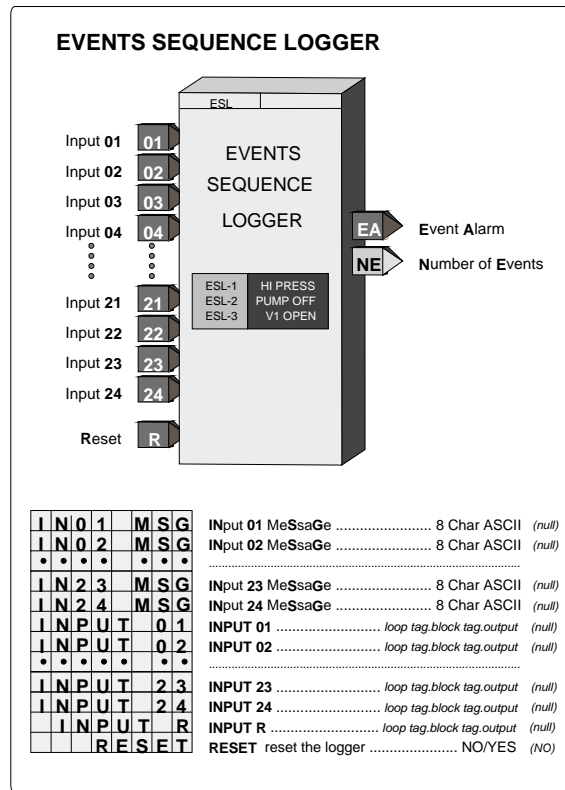 EVENTS SEQUENCE LOGGER
ESL
Input 01 01
Input 02 02
Input 03 03
Input 04 04
Input 21 21
Input 22 22
Input 23 23
Input 24 24
Reset R
EVENTS
SEQUENCE
LOGGER
ESL-1 HI PRESS
ESL-2 PUMP OFF
ESL-3 V1 OPEN
EA Event Alarm
NE Number of Events
IN01 MSG INput 01 MeSsaGe ........................ 8 Char ASCII (null)
IN02 MSG INput 02 MeSsaGe ........................ 8 Char ASCII (null)
IN23 MSG INput 23 MeSsaGe ........................ 8 Char ASCII (null)
IN24 MSG INput 24 MeSsaGe ........................ 8 Char ASCII (null)
INPUT 01 INPUT 01 ........................ loop tag.block tag.output (null)
INPUT 02 INPUT 02 ........................ loop tag.block tag.output (null)
INPUT 23 INPUT 23 ........................ loop tag.block tag.output (null)
INPUT 24 INPUT 24 ........................ loop tag.block tag.output (null)
INPUT R INPUT R ........................ loop tag.block tag.output (null)
RESET RESET reset the logger .................... NO/YES (NO)